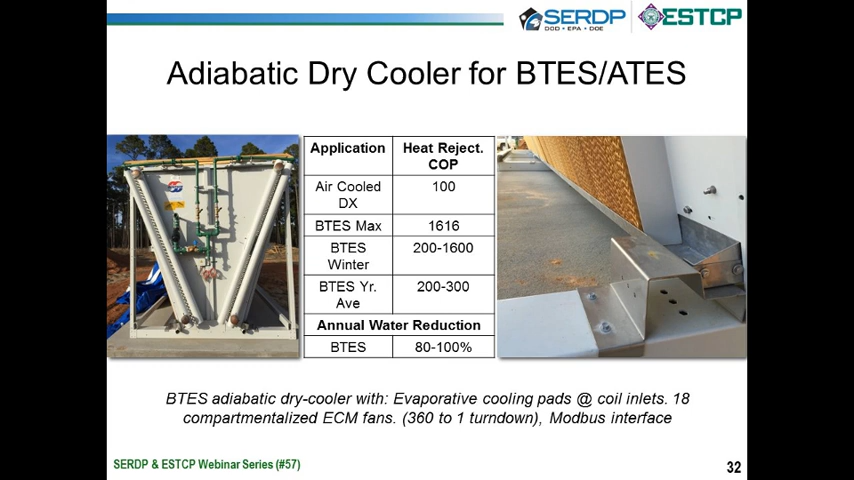 SERDP
DOD • EPA • DOE
ESTCP
Adiabatic Dry Cooler for BTES/ATES
Application Heat Reject. COP
Air Cooled DX 100
BTES Max 1616
BTES Winter 200-1600
BTES Yr. Ave 200-300
Annual Water Reduction
BTES 80-100%
BTES adiabatic dry-cooler with: Evaporative cooling pads @ coil inlets. 18
compartmentalized ECM fans. (360 to 1 turndown), Modbus interface
SERDP & ESTCP Webinar Series (#57)
32